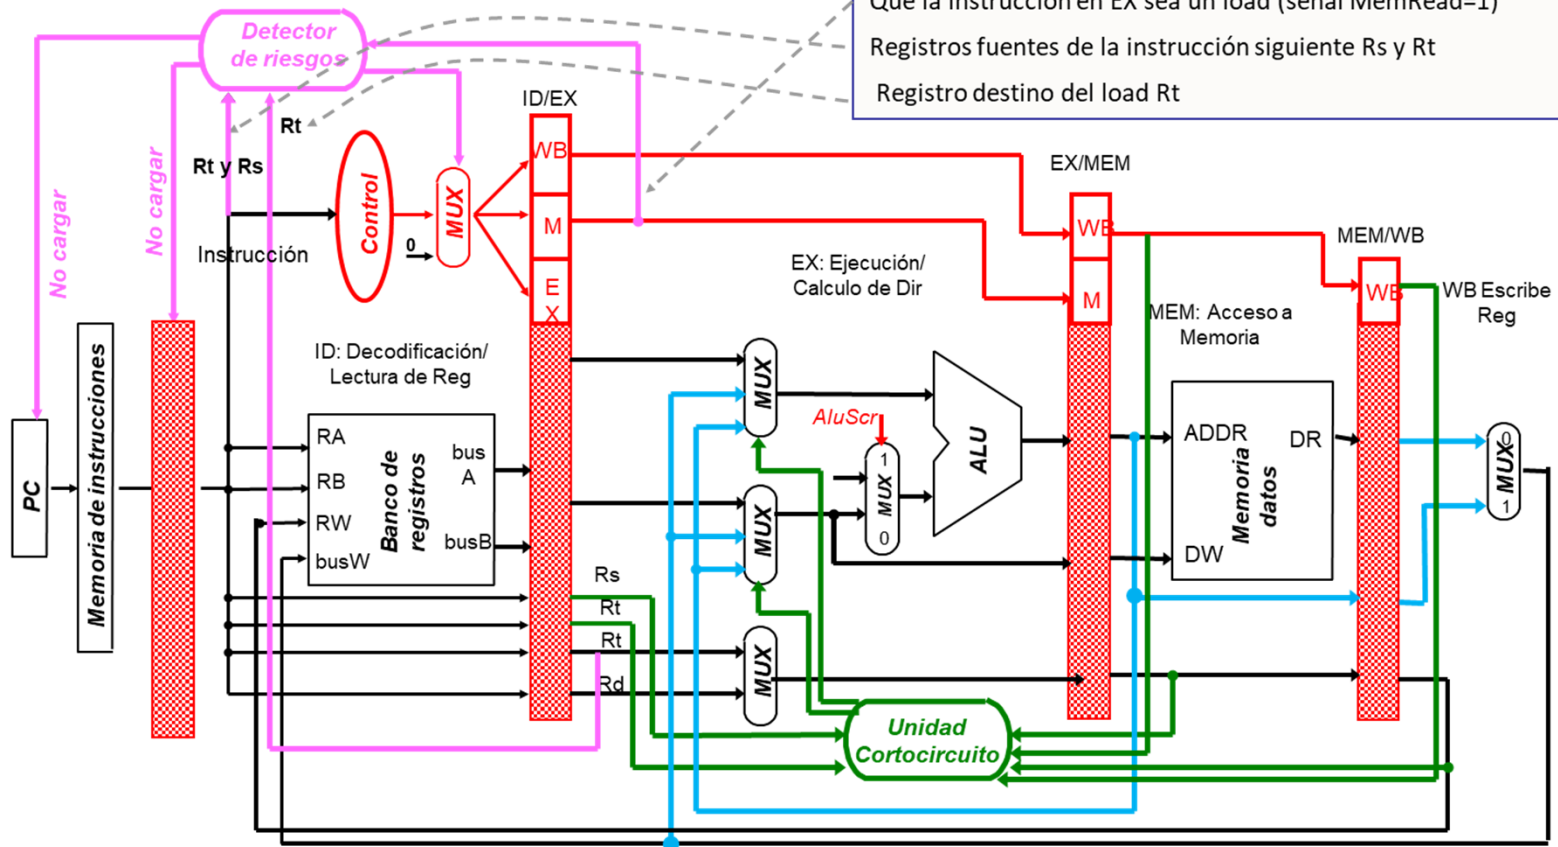 Que la instrucción en EX sea un load (señal MemRead=1)
Registros fuentes de la instrucción siguiente Rs y Rt
Registro destino del load Rt
Detector
de riesgos
No cargar
No cargar
Rt
Rt y Rs
Instrucción
Control
MUX
0
ID/EX
WB
M
E
X
EX/MEM
WB
M
MEM/WB
WB
EX: Ejecución/
Calculo de Dir
MEM: Acceso a
Memoria
WB Escribe
Reg
ID: Decodificación/
Lectura de Reg
PC
Memoria de instrucciones
RA
RB
RW
busW
Banco de
registros
bus
A
busB
MUX
MUX
MUX
AluScr
1
MUX
0
ALU
ADDR
DR
DW
Memoria
datos
0
MUX
1
Rs
Rt
Rt
Rd
Unidad
Cortocircuito